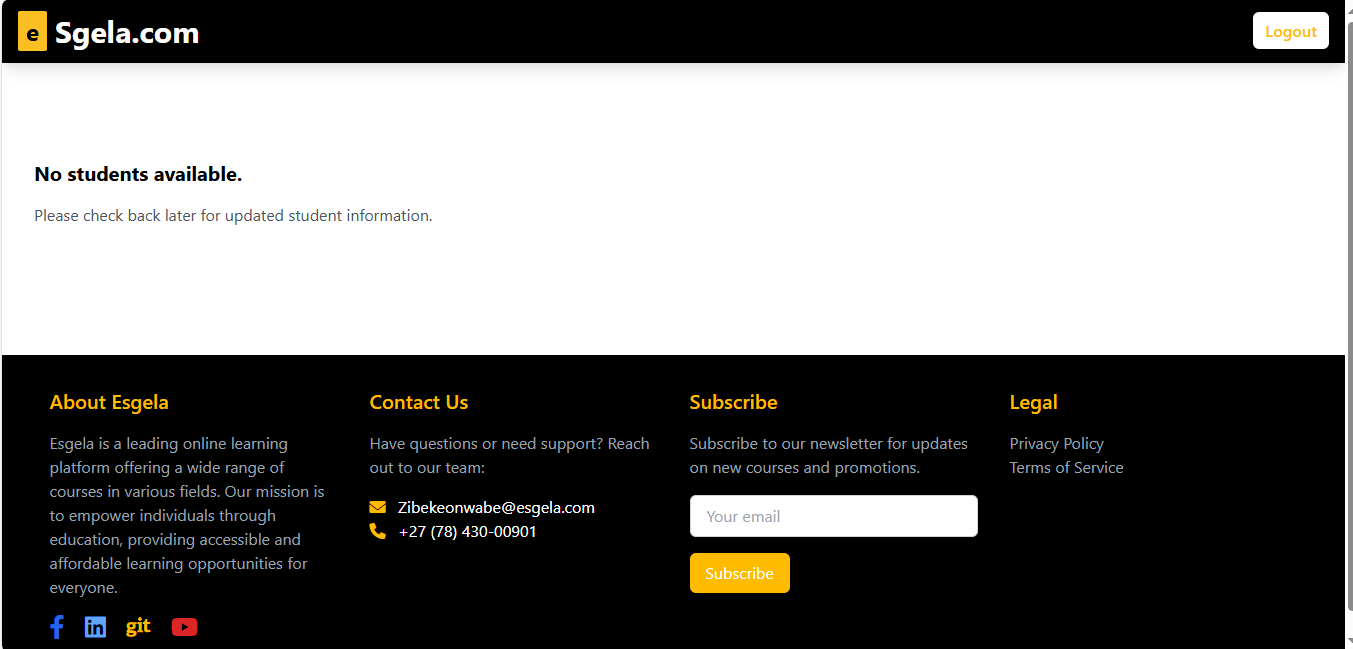 e Sgela.com
Logout
No students available.
Please check back later for updated student information.
About Esgela
Esgela is a leading online learning
platform offering a wide range of
courses in various fields. Our mission is
to empower individuals through
education, providing accessible and
affordable learning opportunities for
everyone.
in
git
Contact Us
Have questions or need support? Reach
out to our team:
Zibekeonwabe@esgela.com
+27 (78) 430-00901
Subscribe
Subscribe to our newsletter for updates
on new courses and promotions.
Your email
Subscribe
Legal
Privacy Policy
Terms of Service